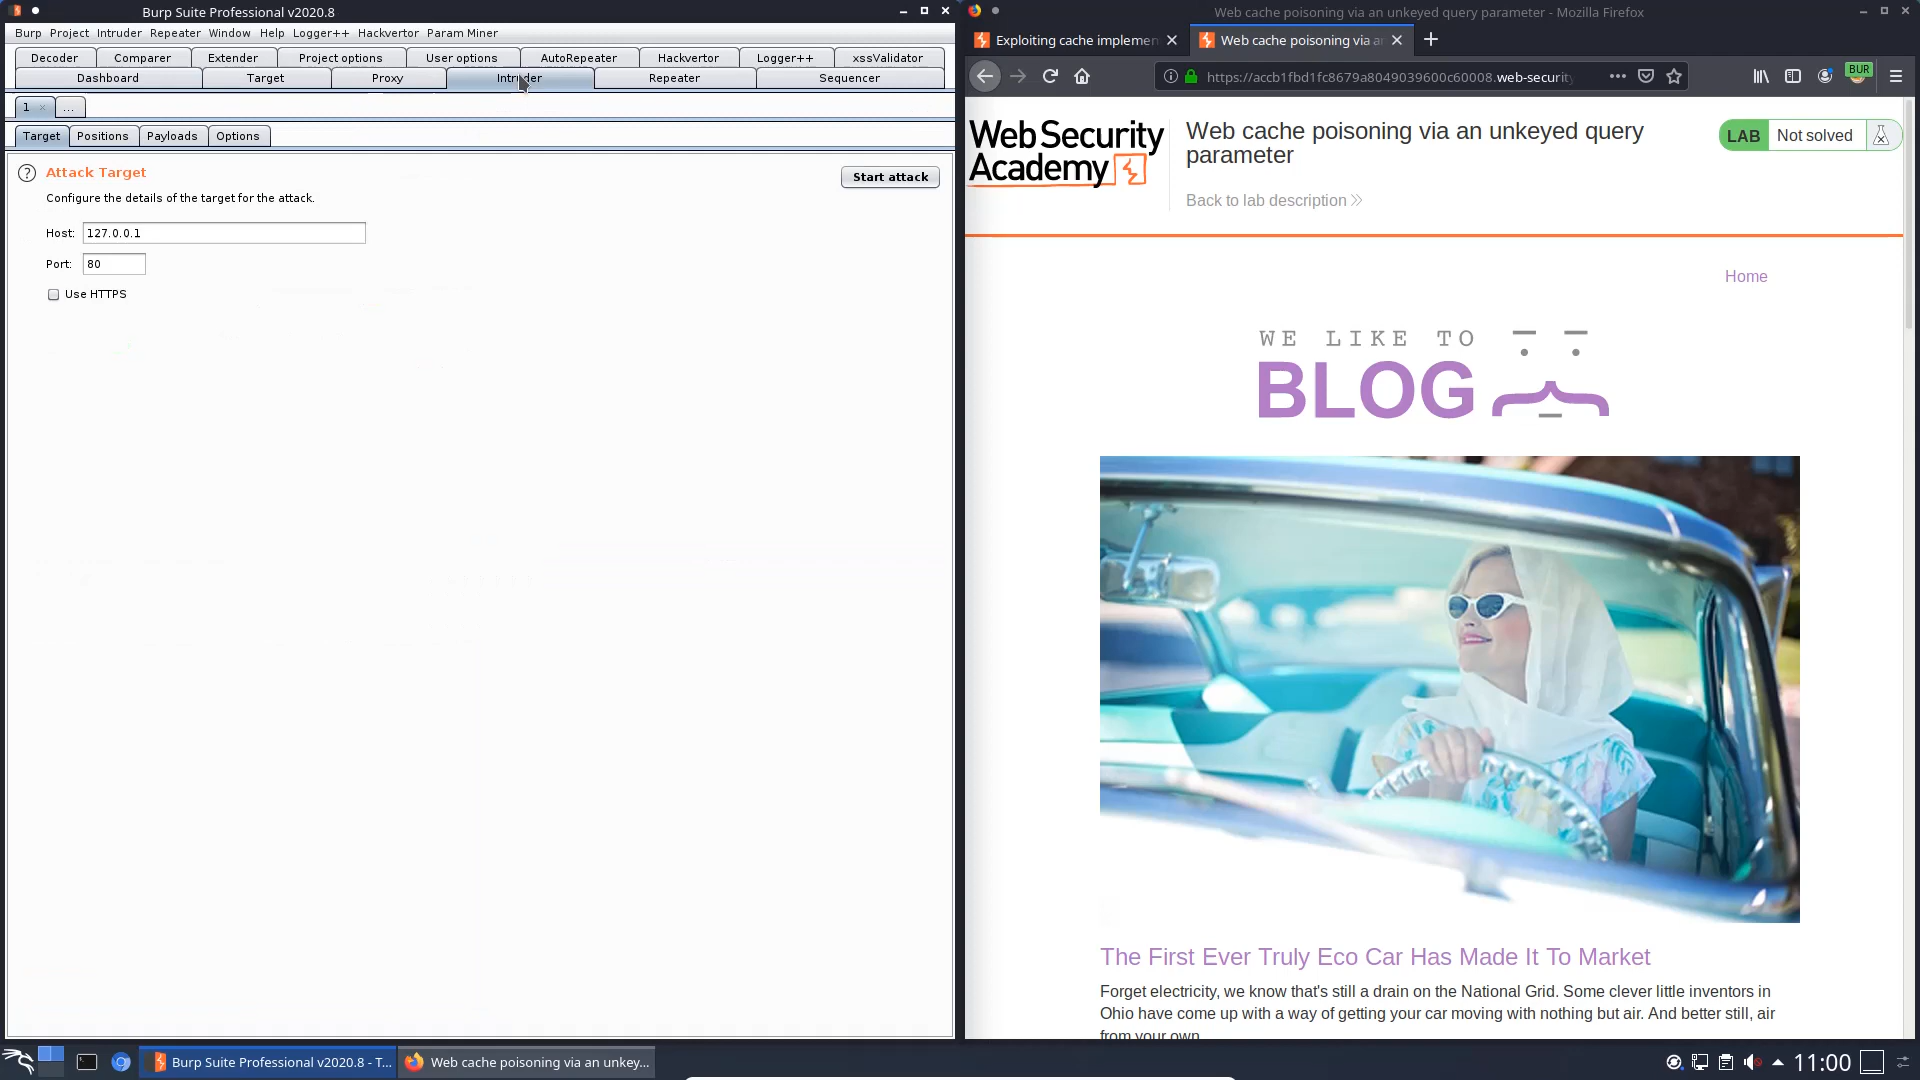 Burp Suite Professional v2020.8
Burp Project Intruder Repeater Window Help Logger++ Hackvertor Param Miner
Decoder Comparer Extender Project options User options AutoRepeater Hackvertor Logger++ xssValidator
Dashboard Target Proxy Intruder Repeater Sequencer
1 × ...
Target Positions Payloads Options
? Attack Target
Start attack
Configure the details of the target for the attack.
Host: 127.0.0.1
Port: 80
Use HTTPS
Web cache poisoning via an unkeyed query parameter - Mozilla Firefox
Exploiting cache implemen
Web cache poisoning via a
https://accb1fbd1fc8679a8049039600c60008.web-securit
BUR
WebSecurity
Academy
Web cache poisoning via an unkeyed query
parameter
Back to lab description
LAB Not solved
Home
WE LIKE TO
BLOG
The First Ever Truly Eco Car Has Made It To Market
Forget electricity, we know that's still a drain on the National Grid. Some clever little inventors in
Ohio have come up with a way of getting your car moving with nothing but air. And better still, air
from your own
Burp Suite Professional v2020.8 - T...
Web cache poisoning via an unkey...
11:00